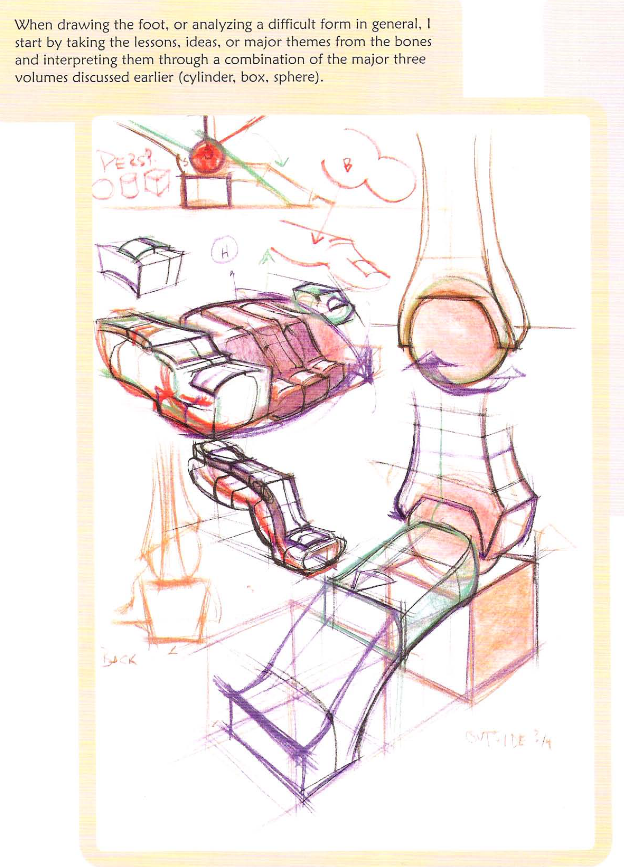 When drawing the foot, or analyzing a difficult form in general, I
start by taking the lessons, ideas, or major themes from the bones
and interpreting them through a combination of the major three
volumes discussed earlier (cylinder, box, sphere).
PERSP.
B
H
BACK
OUTSIDE 3/4